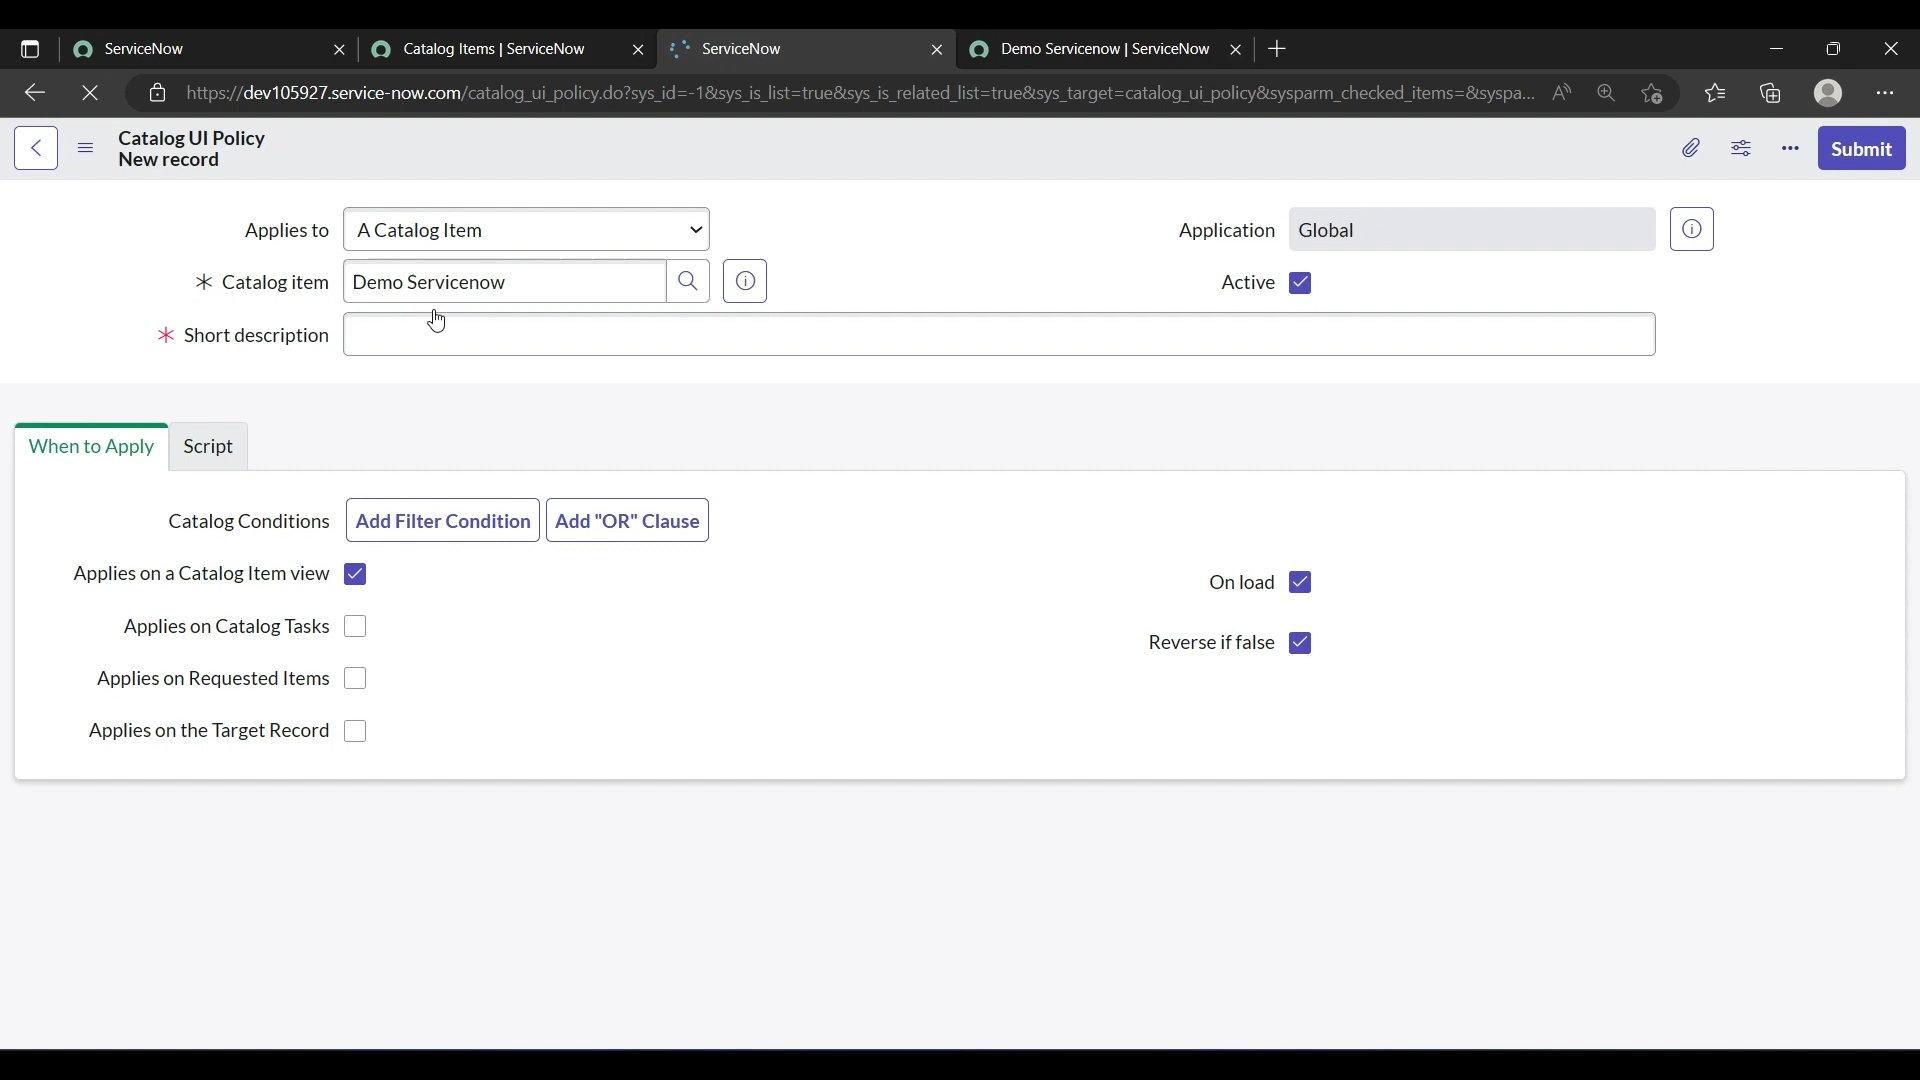 ServiceNow
Catalog Items | ServiceNow
ServiceNow
Demo Servicenow | ServiceNow
https://dev105927.service-now.com/catalog_ui_policy.do?sys_id=-1&sys_is_list=true&sys_is_related_list=true&sys_target=catalog_ui_policy&sysparm_checked_items=&syspa...
Catalog UI Policy
New record
Submit
Applies to
A Catalog Item
Application
Global
* Catalog item
Demo Servicenow
Active
* Short description
When to Apply
Script
Catalog Conditions
Add Filter Condition
Add "OR" Clause
Applies on a Catalog Item view
On load
Applies on Catalog Tasks
Reverse if false
Applies on Requested Items
Applies on the Target Record